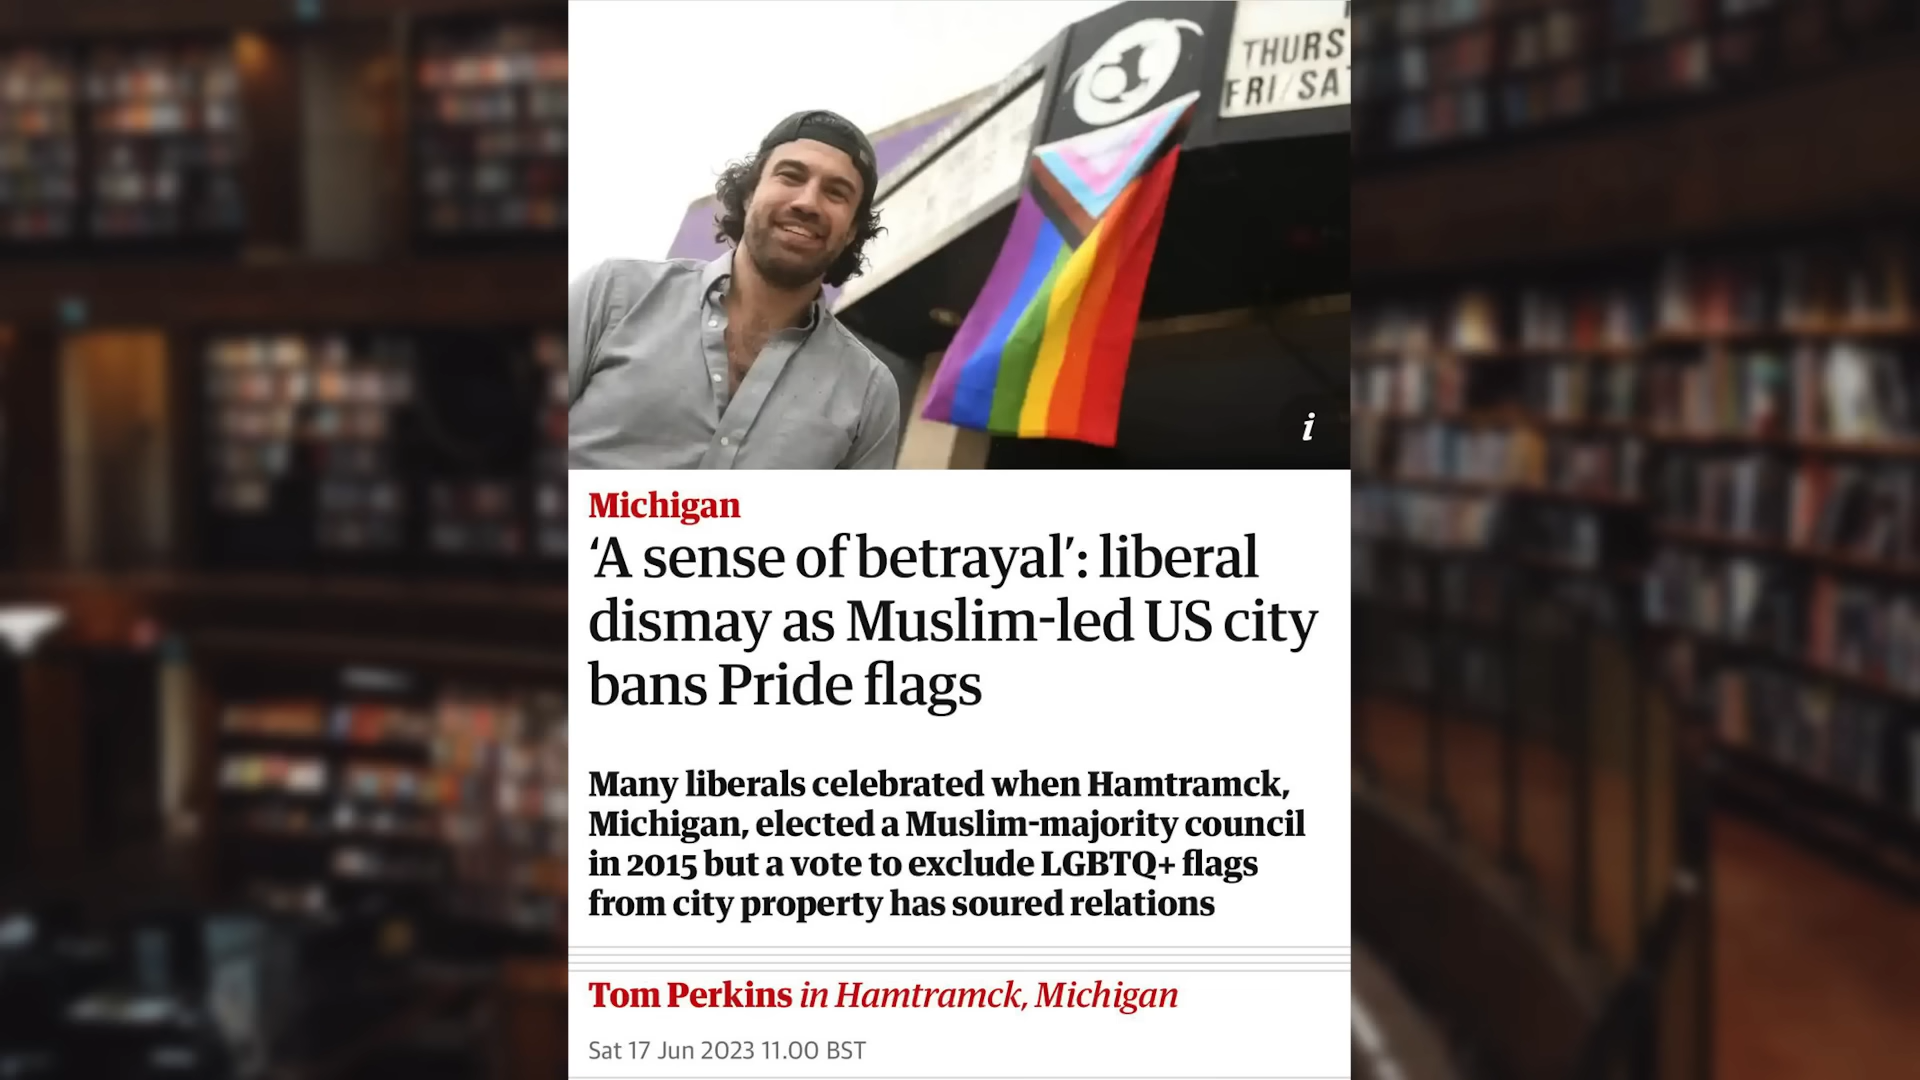 THURS
FRI/SAT
i
Michigan
‘A sense of betrayal’: liberal
dismay as Muslim-led US city
bans Pride flags
Many liberals celebrated when Hamtramck,
Michigan, elected a Muslim-majority council
in 2015 but a vote to exclude LGBTQ+ flags
from city property has soured relations
Tom Perkins in Hamtramck, Michigan
Sat 17 Jun 2023 11.00 BST